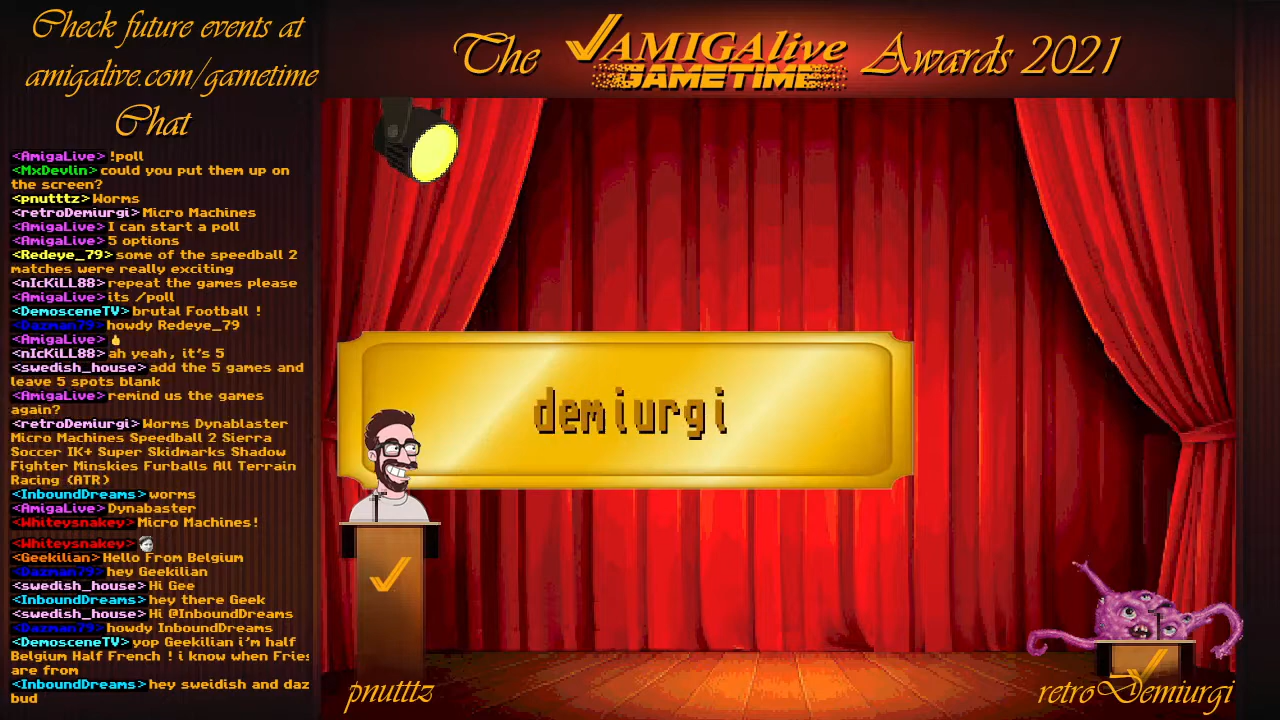 Check future events at
amigalive.com/gametime
Chat
The AMIGAlive GAMETIME Awards 2021
<AmigaLive> !poll
<MxDevlin> could you put them up on
the screen?
<pnutttz> Worms
<retroDemiurgi> Micro Machines
<AmigaLive> I can start a poll
<AmigaLive> 5 options
<Redeye_79> some of the speedball 2
matches were really exciting
<nIcKiLL88> repeat the games please
<AmigaLive> its /poll
<DemosceneTV> brutal Football !
<Dazman79> howdy Redeye_79
<AmigaLive>
<nIcKiLL88> ah yeah, it's 5
<swedish_house> add the 5 games and
leave 5 spots blank
<AmigaLive> remind us the games
again?
<retroDemiurgi> Worms Dynablaster
Micro Machines Speedball 2 Sierra
Soccer IK+ Super Skidmarks Shadow
Fighter Minskies Furballs All Terrain
Racing (ATR)
<InboundDreams> worms
<AmigaLive> Dynabaster
<Whiteysnakey> Micro Machines!
<Whiteysnakey>
<Geekilian> Hello From Belgium
<Dazman79> hey Geekilian
<swedish_house> Hi Gee
<InboundDreams> hey there Geek
<swedish_house> Hi @InboundDreams
<Dazman79> howdy InboundDreams
<DemosceneTV> yop Geekilian i'm half
Belgium Half French ! i know when Fries
are from
<InboundDreams> hey sweidish and daz
bud
demiurgi
pnutttz
retroDemiurgi